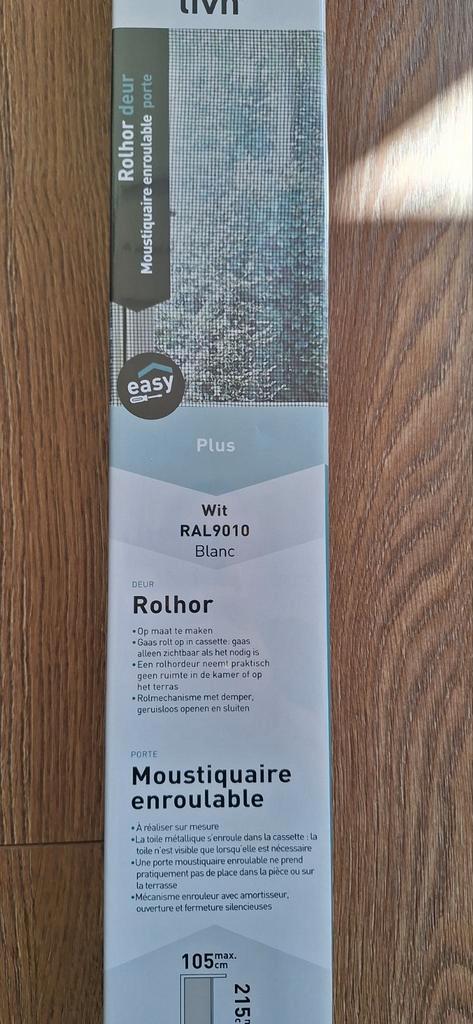 livn
Rolhor deur
Moustiquaire enroulable porte
easy
Plus
Wit
RAL9010
Blanc
DEUR
Rolhor
• Op maat te maken
• Gaas rolt op in cassette: gaas
alleen zichtbaar als het nodig is
• Een rolhordeur neemt praktisch
geen ruimte in de kamer of op
het terras
• Rolmechanisme met demper,
geruisloos openen en sluiten
PORTE
Moustiquaire
enroulable
• À réaliser sur mesure
• La toile métallique s'enroule dans la cassette : la
toile n'est visible que lorsqu'elle est nécessaire
• Une porte moustiquaire enroulable ne prend
pratiquement pas de place dans la pièce ou sur
la terrasse
• Mécanisme enrouleur avec amortisseur,
ouverture et fermeture silencieuses
105 max. cm
215